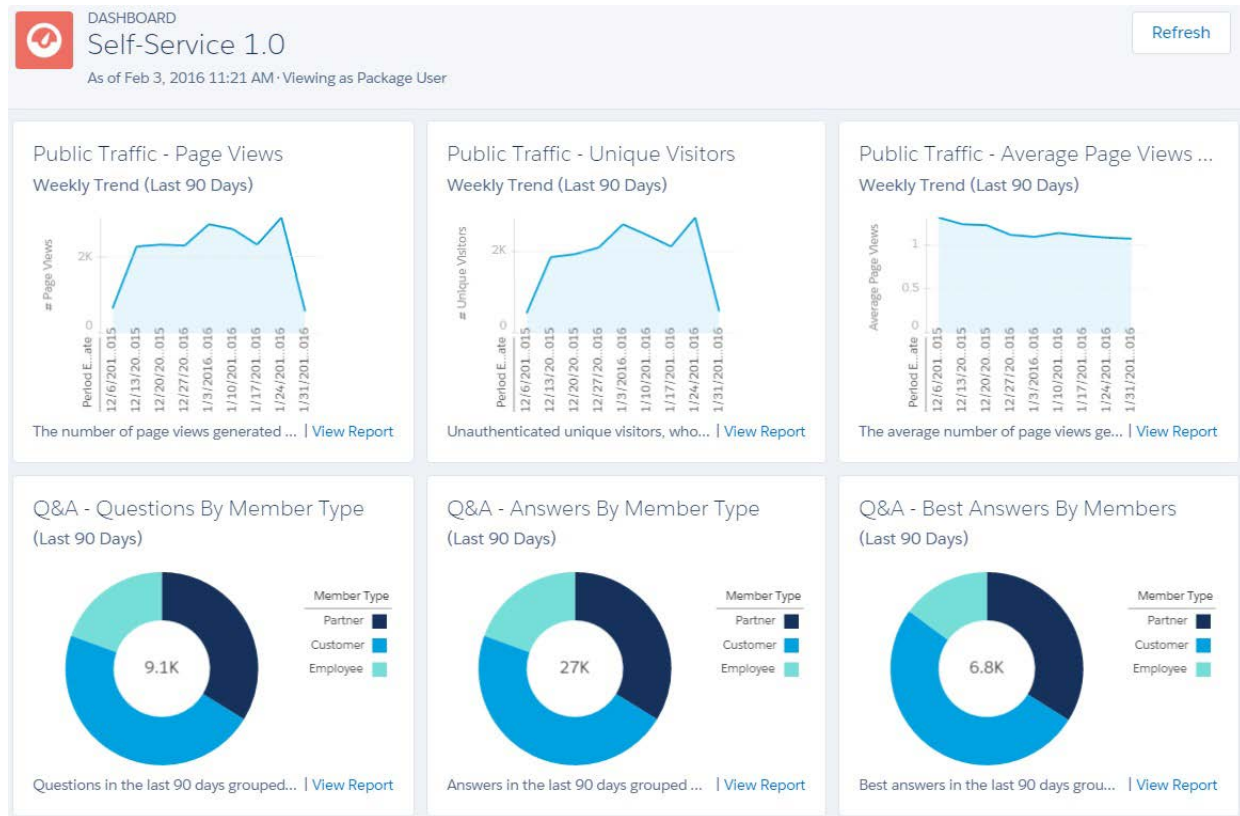 DASHBOARD
Self-Service 1.0
As of Feb 3, 2016 11:21 AM·Viewing as Package User
Refresh
Public Traffic - Page Views
Weekly Trend (Last 90 Days)
# Page Views
2K
0
Period E...ate
12/6/201...015
12/13/20...015
12/20/20...015
12/27/20...016
1/3/2016...016
1/10/201...016
1/17/201...016
1/24/201...016
1/31/201...016
The number of page views generated ... | View Report
Public Traffic - Unique Visitors
Weekly Trend (Last 90 Days)
# Unique Visitors
2K
0
Period E...ate
12/6/201...015
12/13/20...015
12/20/20...015
12/27/20...016
1/3/2016...016
1/10/201...016
1/17/201...016
1/24/201...016
1/31/201...016
Unauthenticated unique visitors, who... | View Report
Public Traffic - Average Page Views ...
Weekly Trend (Last 90 Days)
Average Page Views
1
0.5
0
Period E...ate
12/6/201...015
12/13/20...015
12/20/20...015
12/27/20...016
1/3/2016...016
1/10/201...016
1/17/201...016
1/24/201...016
1/31/201...016
The average number of page views ge... | View Report
Q&A - Questions By Member Type
(Last 90 Days)
9.1K
Member Type
Partner
Customer
Employee
Questions in the last 90 days grouped... | View Report
Q&A - Answers By Member Type
(Last 90 Days)
27K
Member Type
Partner
Customer
Employee
Answers in the last 90 days grouped ... | View Report
Q&A - Best Answers By Members
(Last 90 Days)
6.8K
Member Type
Partner
Customer
Employee
Best answers in the last 90 days grou... | View Report